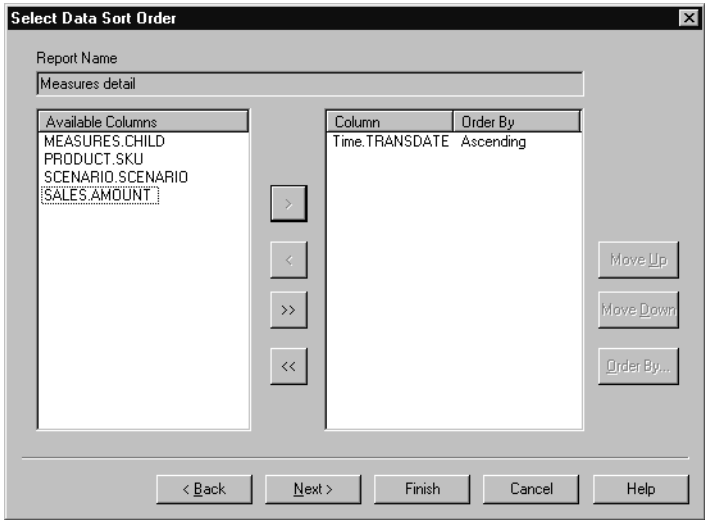 Select Data Sort Order
Report Name
Measures detail
Available Columns
MEASURES.CHILD
PRODUCT.SKU
SCENARIO.SCENARIO
SALES.AMOUNT
>
<
>>
<<
Column Order By
Time.TRANSDATE Ascending
Move Up
Move Down
Order By...
< Back Next > Finish Cancel Help